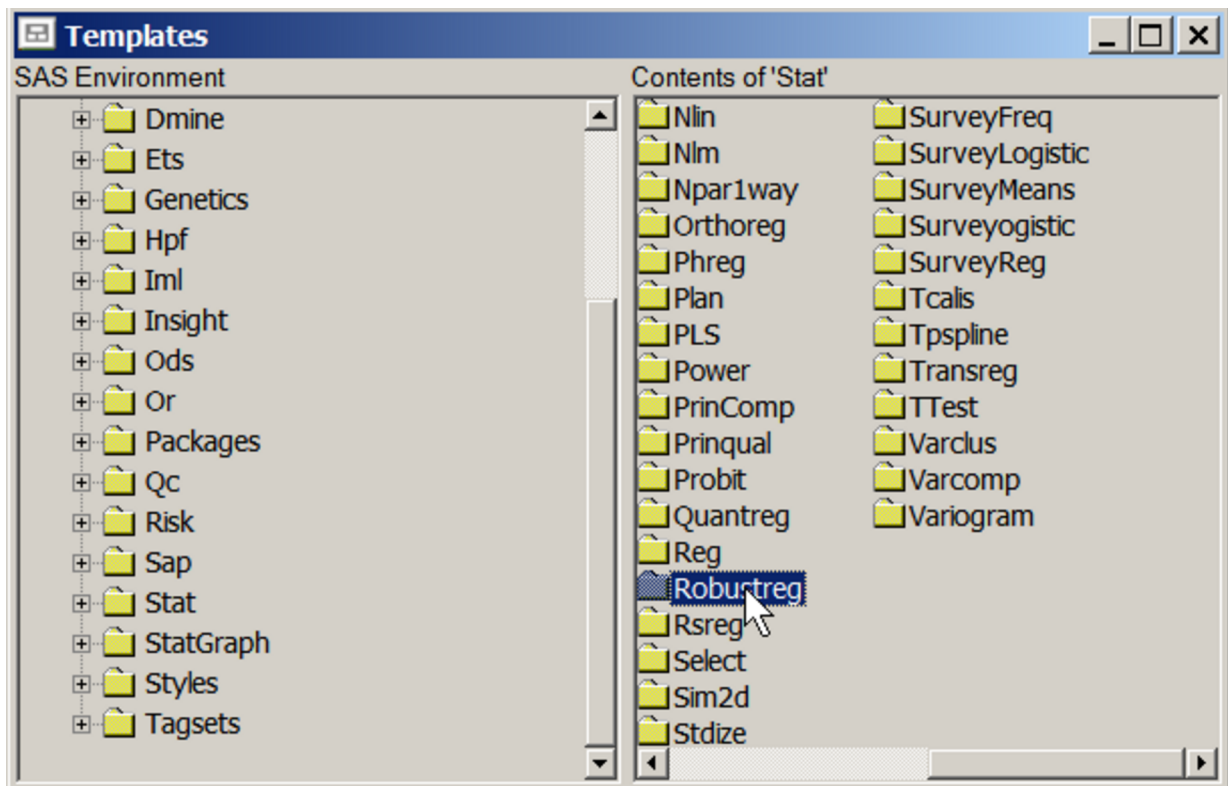 Templates
SAS Environment
Dmine
Ets
Genetics
Hpf
Iml
Insight
Ods
Or
Packages
Qc
Risk
Sap
Stat
StatGraph
Styles
Tagsets
Contents of 'Stat'
Nlin
Nlm
Npar1way
Orthoreg
Phreg
Plan
PLS
Power
PrinComp
Prinqual
Probit
Quantreg
Reg
Robustreg
Rsreg
Select
Sim2d
Stdize
SurveyFreq
SurveyLogistic
SurveyMeans
Surveyogistic
SurveyReg
Tcalis
Tpspline
Transreg
TTest
Varclus
Varcomp
Variogram